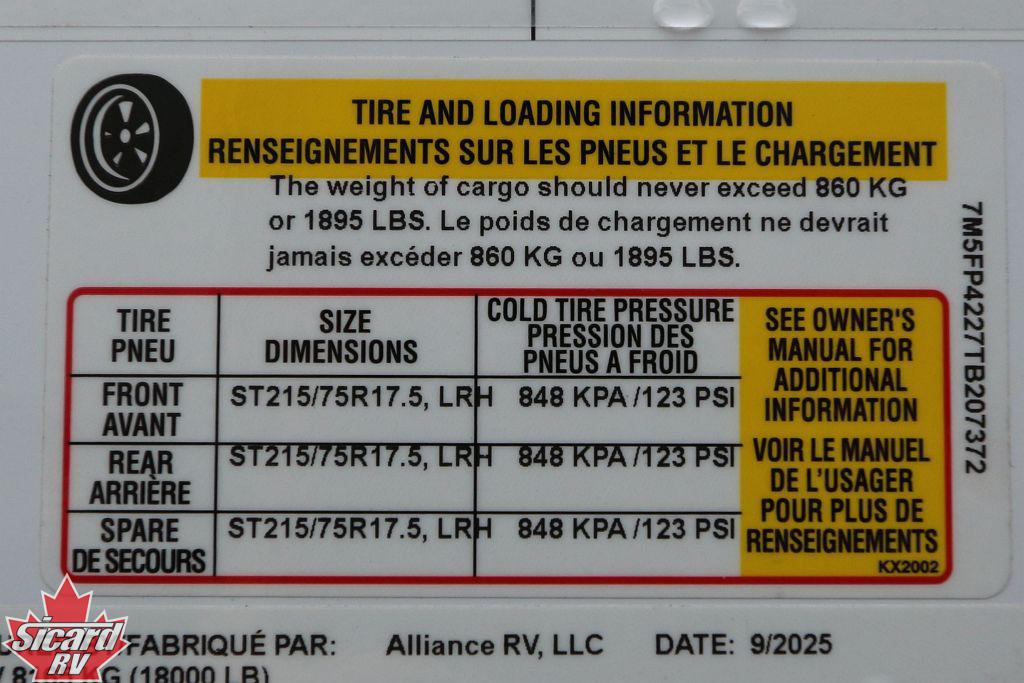 TIRE AND LOADING INFORMATION
RENSEIGNEMENTS SUR LES PNEUS ET LE CHARGEMENT
The weight of cargo should never exceed 860 KG
or 1895 LBS. Le poids de chargement ne devrait
jamais excéder 860 KG ou 1895 LBS.
TIRE
PNEU
SIZE
DIMENSIONS
COLD TIRE PRESSURE
PRESSION DES
PNEUS A FROID
FRONT
AVANT
ST215/75R17.5, LRH
848 KPA /123 PSI
REAR
ARRIÈRE
ST215/75R17.5, LRH
848 KPA /123 PSI
SPARE
DE SECOURS
ST215/75R17.5, LRH
848 KPA /123 PSI
SEE OWNER'S
MANUAL FOR
ADDITIONAL
INFORMATION
VOIR LE MANUEL
DE L'USAGER
POUR PLUS DE
RENSEIGNEMENTS
KX2002
7M5FP4227TB207372
FABRIQUÉ PAR: Alliance RV, LLC DATE: 9/2025
KG (18000 LB)
Sicard
RV